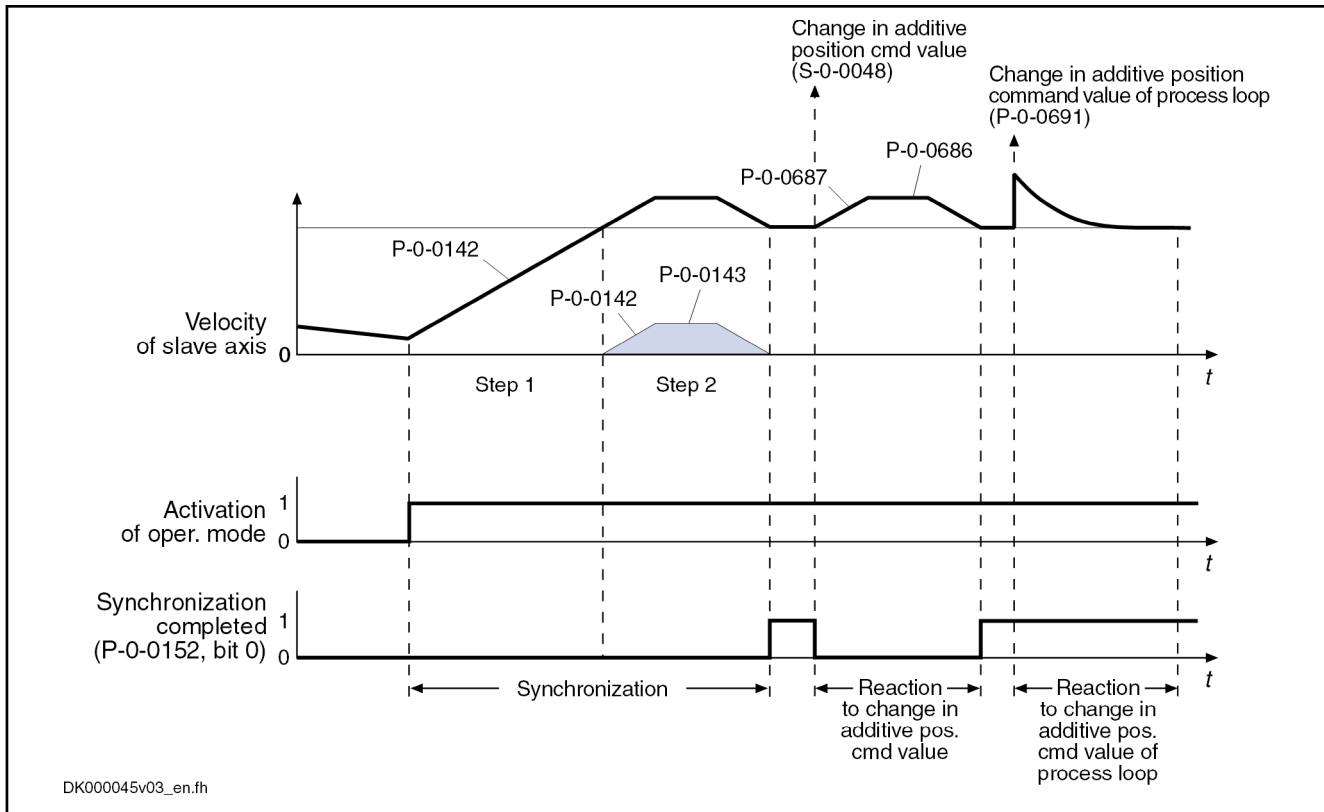 Change in additive
position cmd value
(S-0-0048)
Change in additive position
command value of process loop
(P-0-0691)
P-0-0686
P-0-0687
P-0-0142
P-0-0143
P-0-0142
Velocity
of slave axis
0
t
Step 1
Step 2
Activation
of oper. mode
1
0
t
Synchronization
completed
(P-0-0152, bit 0)
1
0
t
Synchronization
Reaction
to change in
additive pos.
cmd value
Reaction
to change in
additive pos.
cmd value of
process loop
DK000045v03_en.fh